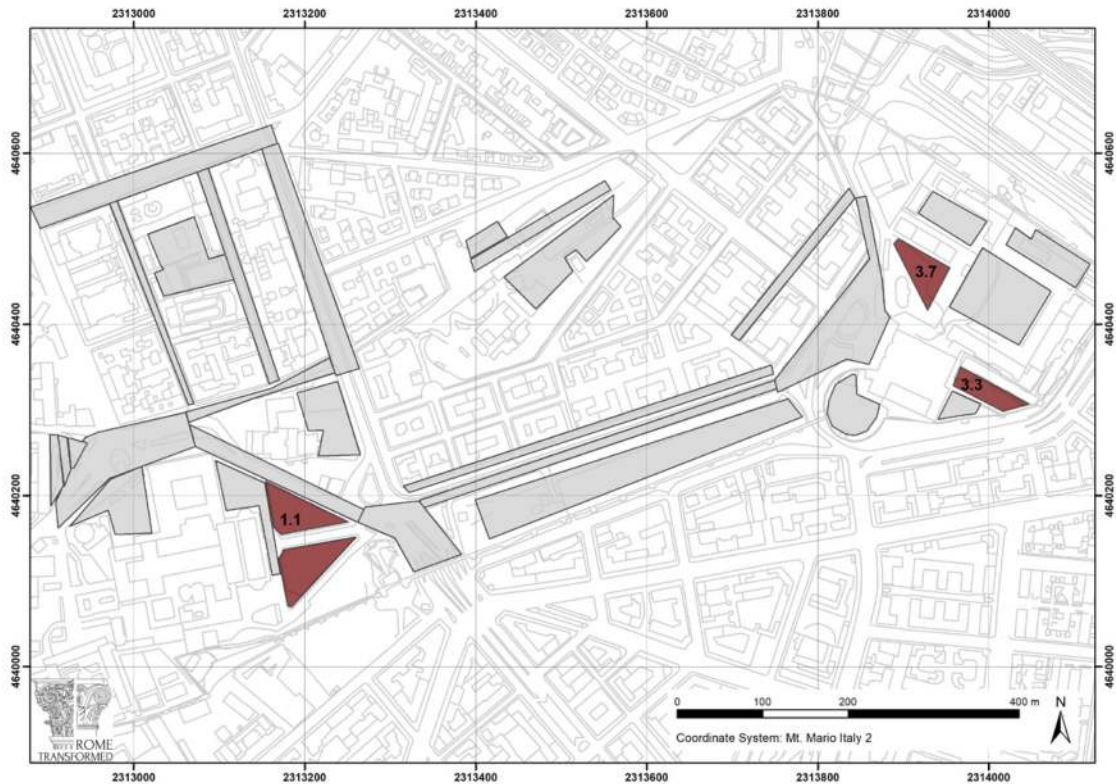 2313000 2313200 2313400 2313600 2313800 2314000
4640600 4640600
3.7
4640400 4640400
3.3
4640200 4640200
1.1
4640000 4640000
0 100 200 400 m N
Coordinate System: Mt. Mario Italy 2
ROME
TRANSFORMED
2313000 2313200 2313400 2313600 2313800 2314000